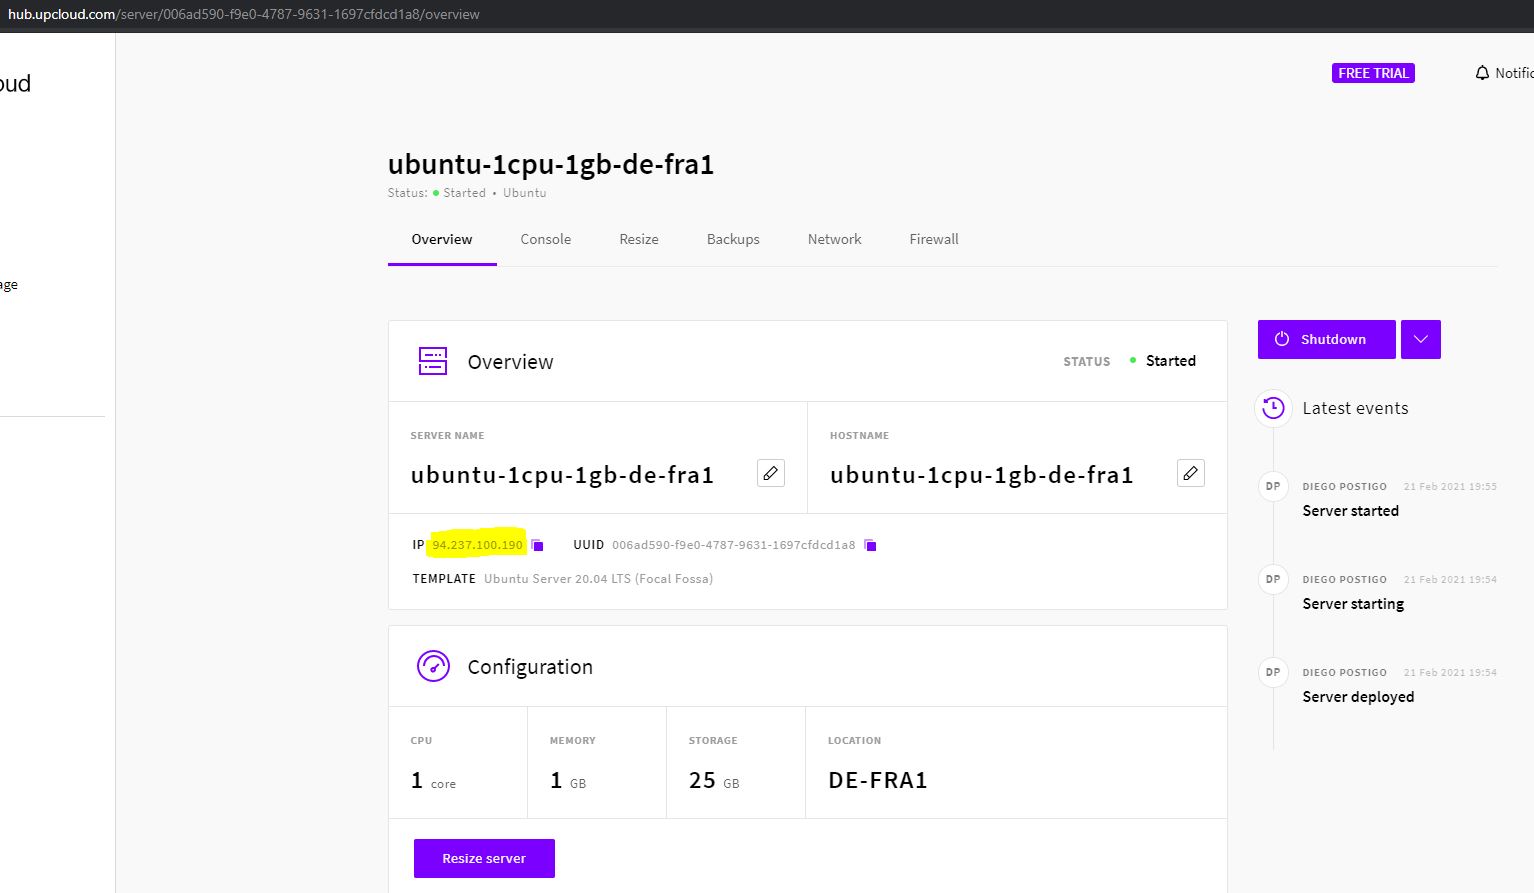 hub.upcloud.com/server/006ad590-f9e0-4787-9631-1697cfdcd1a8/overview
oud
FREE TRIAL
Notific
age
ubuntu-1cpu-1gb-de-fra1
Status: Started • Ubuntu
Overview Console Resize Backups Network Firewall
Overview STATUS Started
SERVER NAME
ubuntu-1cpu-1gb-de-fra1
HOSTNAME
ubuntu-1cpu-1gb-de-fra1
IP 94.237.100.190 UUID 006ad590-f9e0-4787-9631-1697cfdcd1a8
TEMPLATE Ubuntu Server 20.04 LTS (Focal Fossa)
Configuration
CPU
1 core
MEMORY
1 GB
STORAGE
25 GB
LOCATION
DE-FRA1
Resize server
Shutdown
Latest events
DP DIEGO POSTIGO 21 Feb 2021 19:55
Server started
DP DIEGO POSTIGO 21 Feb 2021 19:54
Server starting
DP DIEGO POSTIGO 21 Feb 2021 19:54
Server deployed